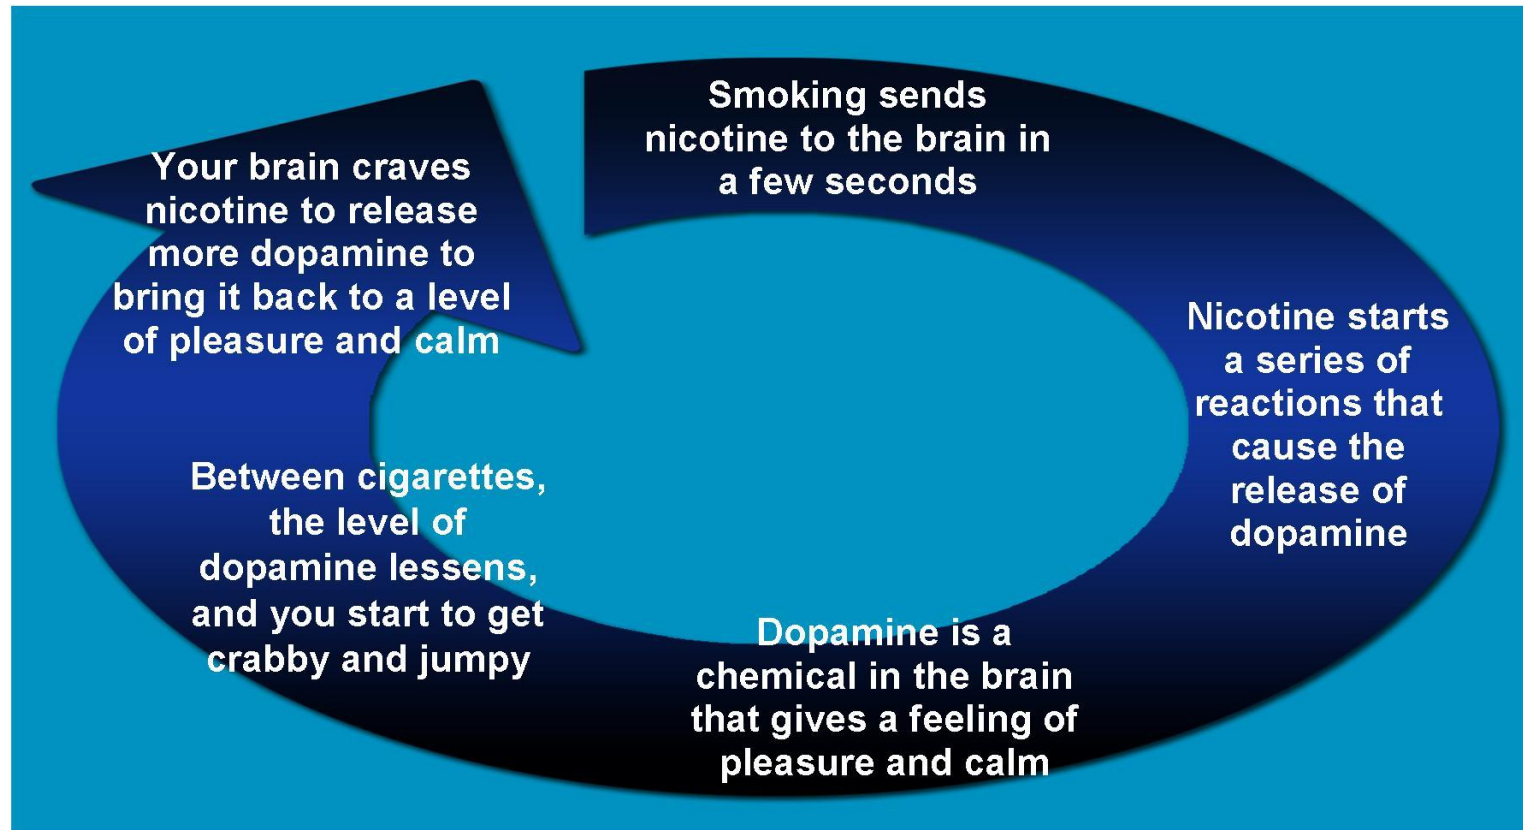 Smoking sends
nicotine to the brain in
a few seconds
Nicotine starts
a series of
reactions that
cause the
release of
dopamine
Dopamine is a
chemical in the brain
that gives a feeling of
pleasure and calm
Between cigarettes,
the level of
dopamine lessens,
and you start to get
crabby and jumpy
Your brain craves
nicotine to release
more dopamine to
bring it back to a level
of pleasure and calm